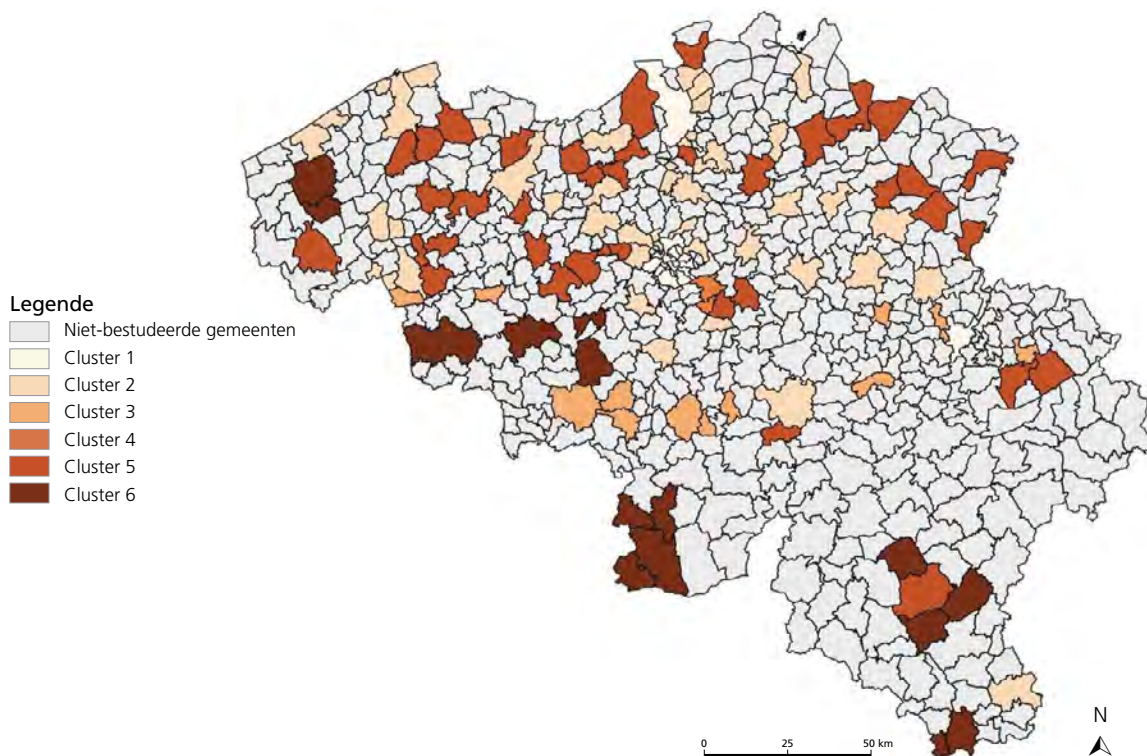 Legende
Niet-bestudeerde gemeenten
Cluster 1
Cluster 2
Cluster 3
Cluster 4
Cluster 5
Cluster 6
0 25 50 km
N